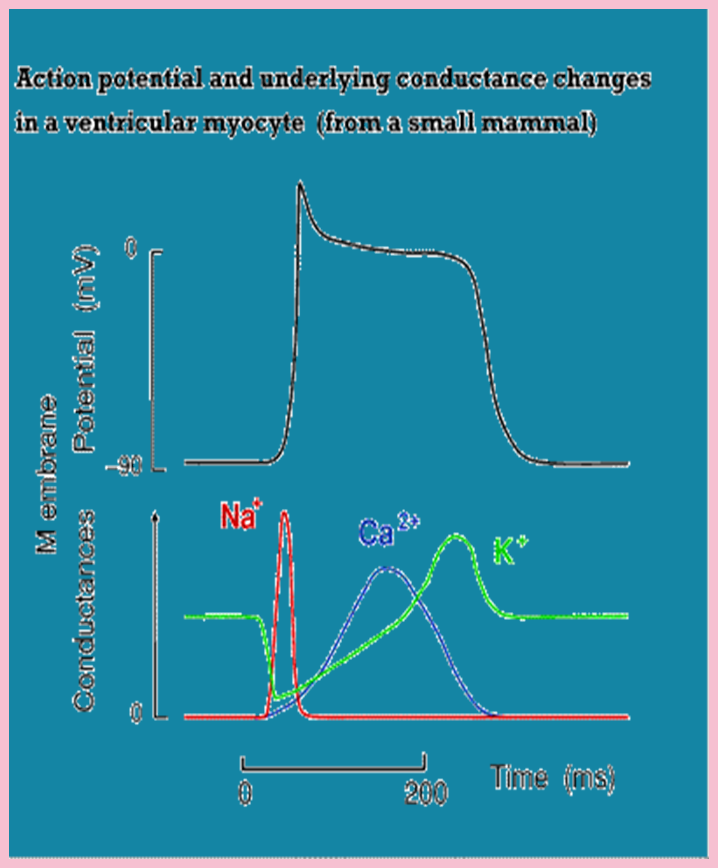 Action potential and underlying conductance changes
in a ventricular myocyte (from a small mammal)
0
Membrane
Potential (mV)
-90
Na+
Ca2+
K+
Conductances
0
0
200
Time (ms)